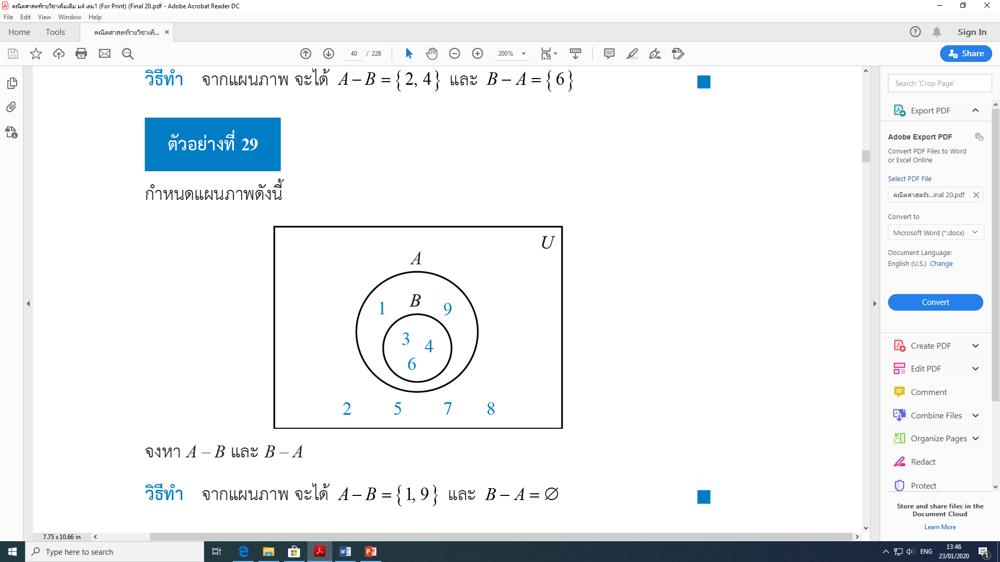 คณิตศาสตร์รายวิชาเพิ่มเติม ม4 เล่ม1 (For Print) (Final 20.pdf - Adobe Acrobat Reader DC
File Edit View Window Help
Home Tools คณิตศาสตร์รายวิชาเพิ่... × Sign In
40 / 228 200% Share
วิธีทำ จากแผนภาพ จะได้ A − B = {2, 4} และ B − A = {6}
ตัวอย่างที่ 29
กำหนดแผนภาพดังนี้
U
A
B
1 9
3 4
6
2 5 7 8
จงหา A – B และ B – A
วิธีทำ จากแผนภาพ จะได้ A − B = {1, 9} และ B − A = ∅
7.75 x 10.66 in
Search 'Crop Page'
Export PDF
Adobe Export PDF
Convert PDF Files to Word
or Excel Online
Select PDF File
คณิตศาสตร์ร...inal 20.pdf
Convert to
Microsoft Word (*.docx)
Document Language:
English (U.S.) Change
Convert
Create PDF
Edit PDF
Comment
Combine Files
Organize Pages
Redact
Protect
Store and share files in the
Document Cloud
Learn More
Type here to search
ENG
13:46
23/01/2020
1